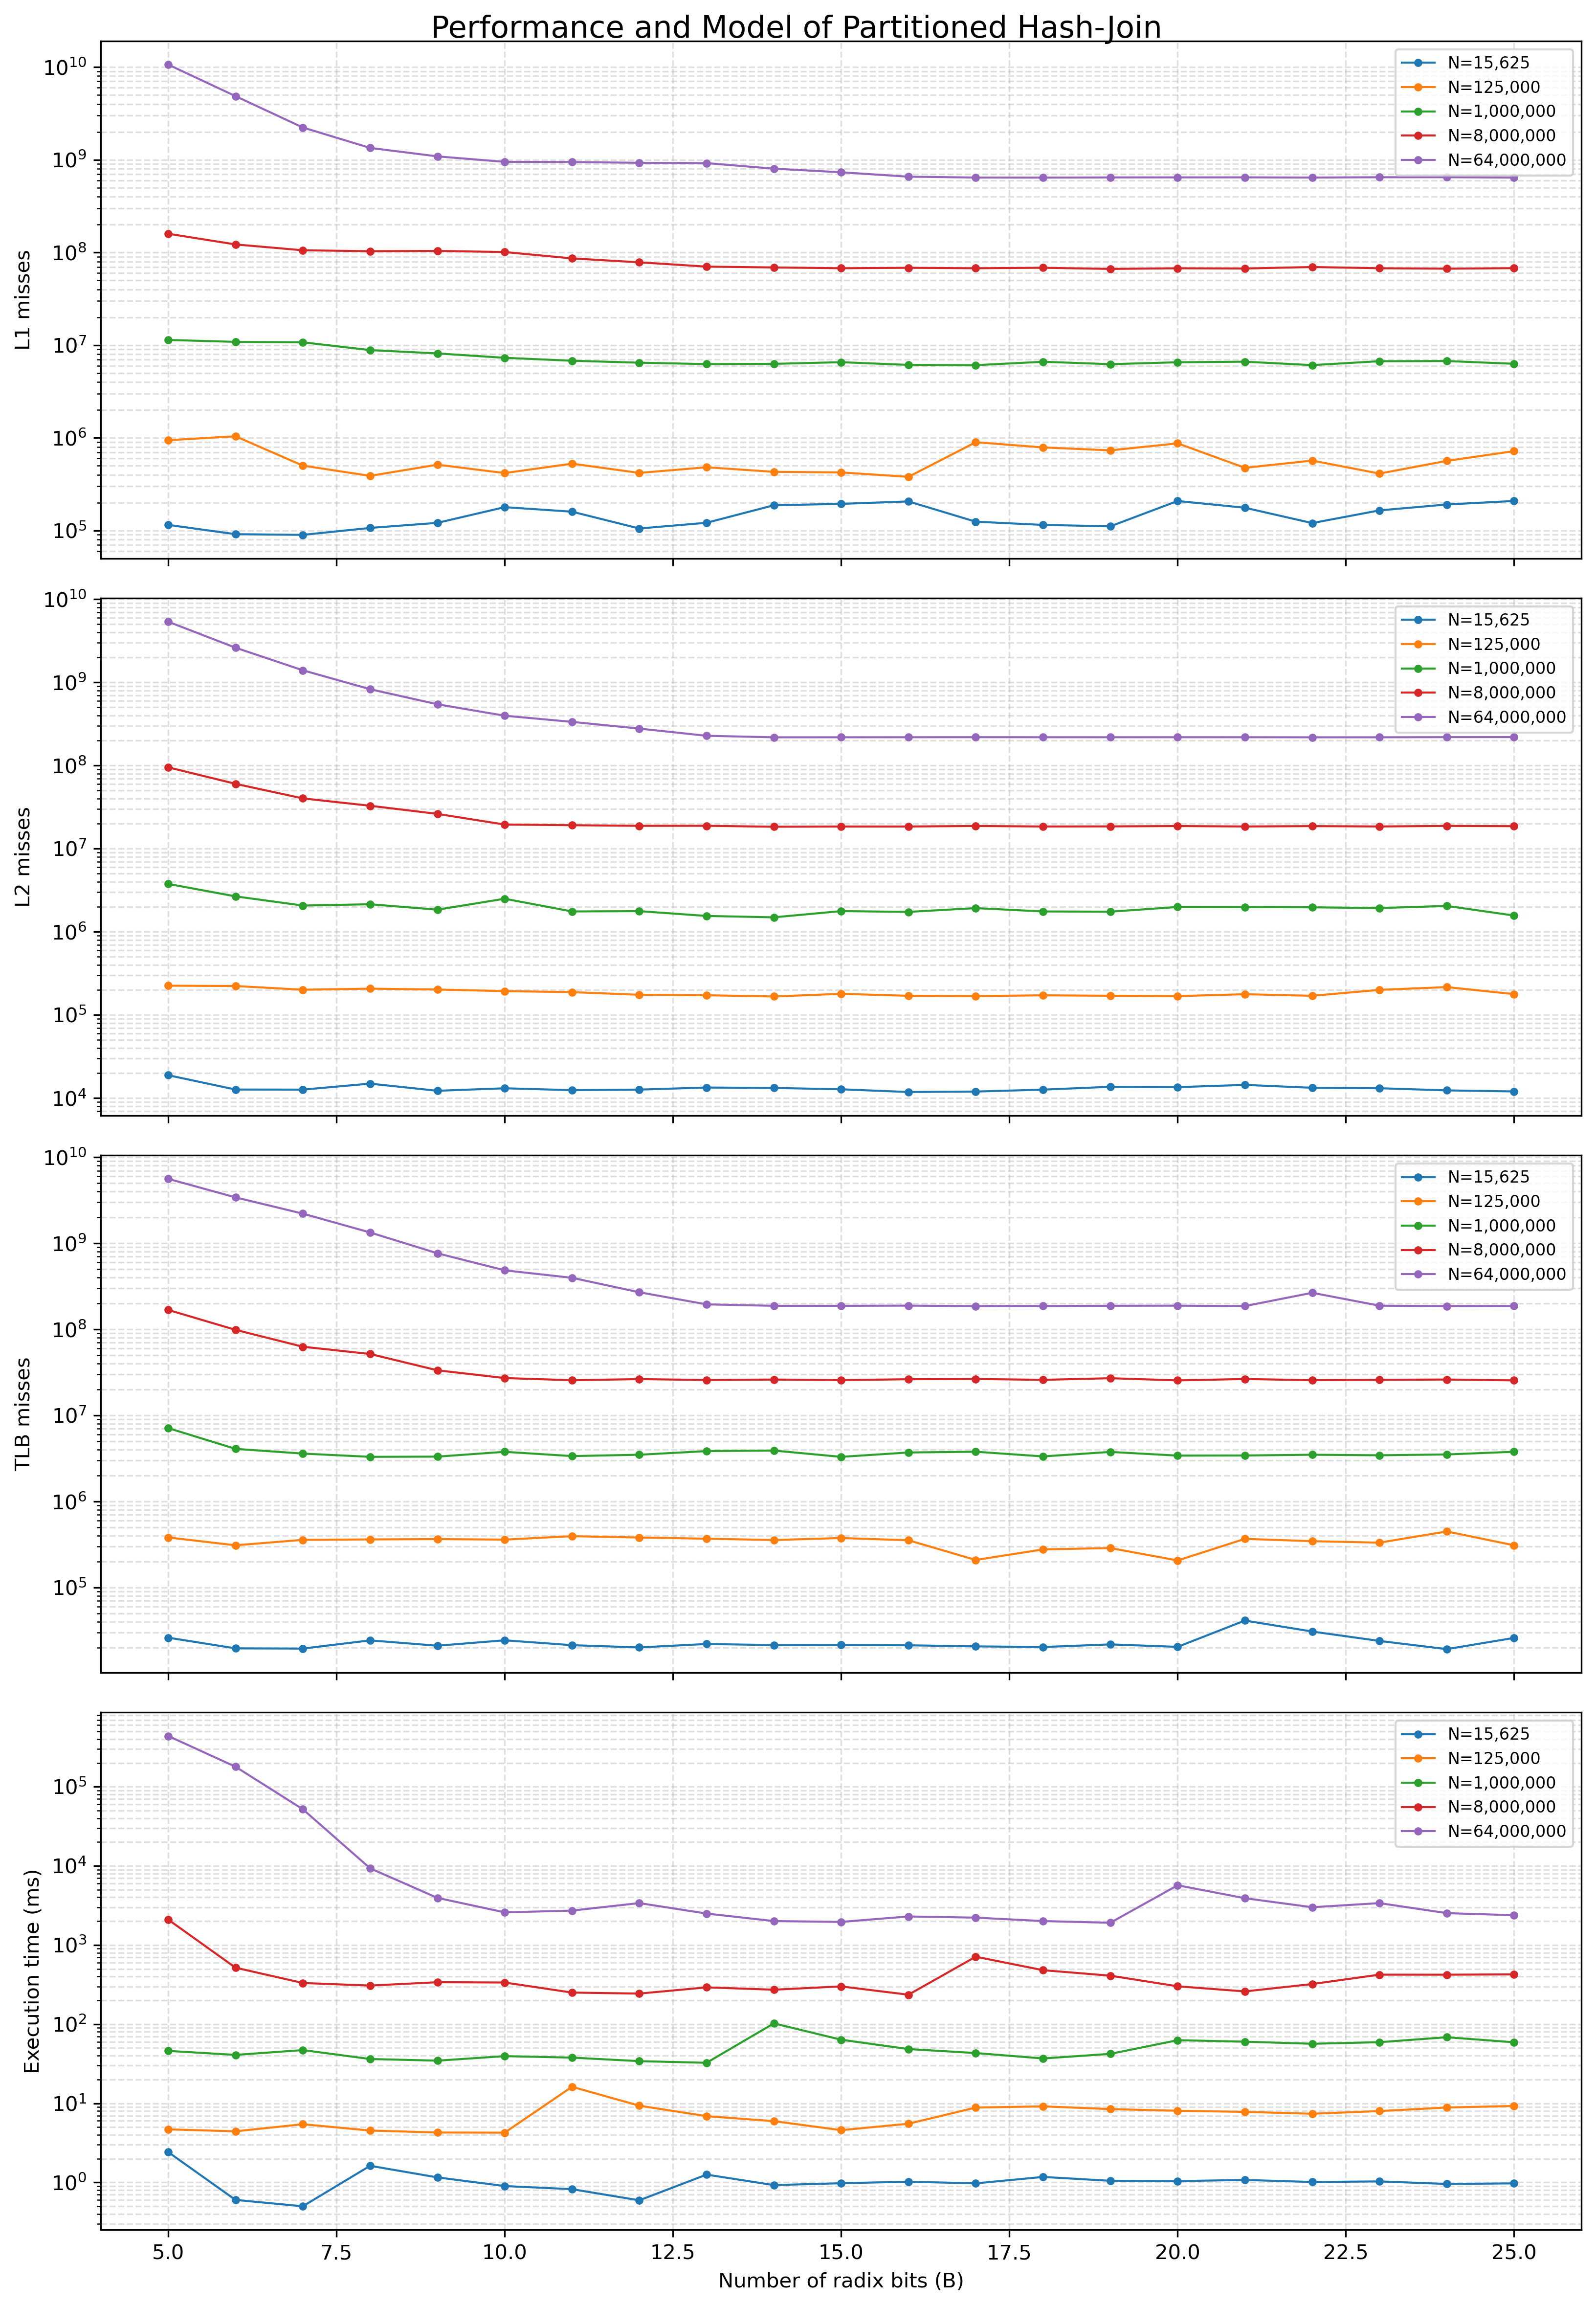 Performance and Model of Partitioned Hash-Join
L1 misses
10^10
10^9
10^8
10^7
10^6
10^5
N=15,625
N=125,000
N=1,000,000
N=8,000,000
N=64,000,000
L2 misses
10^10
10^9
10^8
10^7
10^6
10^5
10^4
N=15,625
N=125,000
N=1,000,000
N=8,000,000
N=64,000,000
TLB misses
10^10
10^9
10^8
10^7
10^6
10^5
N=15,625
N=125,000
N=1,000,000
N=8,000,000
N=64,000,000
Execution time (ms)
10^5
10^4
10^3
10^2
10^1
10^0
N=15,625
N=125,000
N=1,000,000
N=8,000,000
N=64,000,000
5.0 7.5 10.0 12.5 15.0 17.5 20.0 22.5 25.0
Number of radix bits (B)